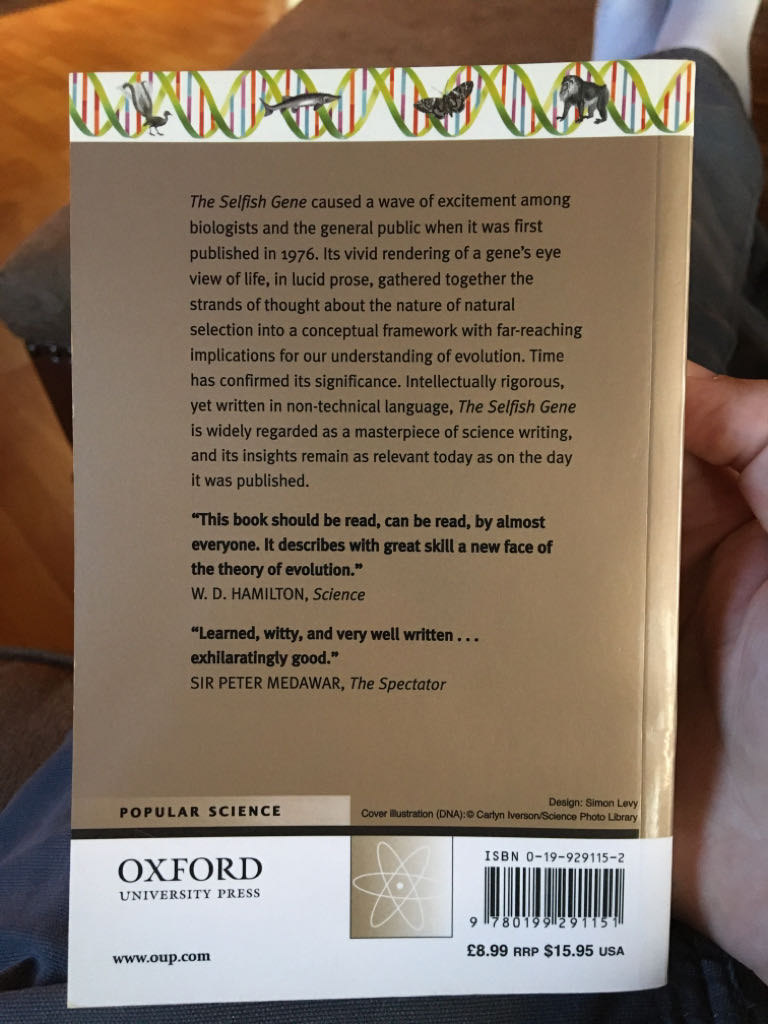 The Selfish Gene caused a wave of excitement among
biologists and the general public when it was first
published in 1976. Its vivid rendering of a gene's eye
view of life, in lucid prose, gathered together the
strands of thought about the nature of natural
selection into a conceptual framework with far-reaching
implications for our understanding of evolution. Time
has confirmed its significance. Intellectually rigorous,
yet written in non-technical language, The Selfish Gene
is widely regarded as a masterpiece of science writing,
and its insights remain as relevant today as on the day
it was published.
“This book should be read, can be read, by almost
everyone. It describes with great skill a new face of
the theory of evolution.”
W. D. HAMILTON, Science
“Learned, witty, and very well written . . .
exhilaratingly good.”
SIR PETER MEDAWAR, The Spectator
Design: Simon Levy
POPULAR SCIENCE
Cover illustration (DNA): © Carlyn Iverson/Science Photo Library
OXFORD
UNIVERSITY PRESS
www.oup.com
ISBN 0-19-929115-2
9 780199 291151
£8.99 RRP $15.95 USA